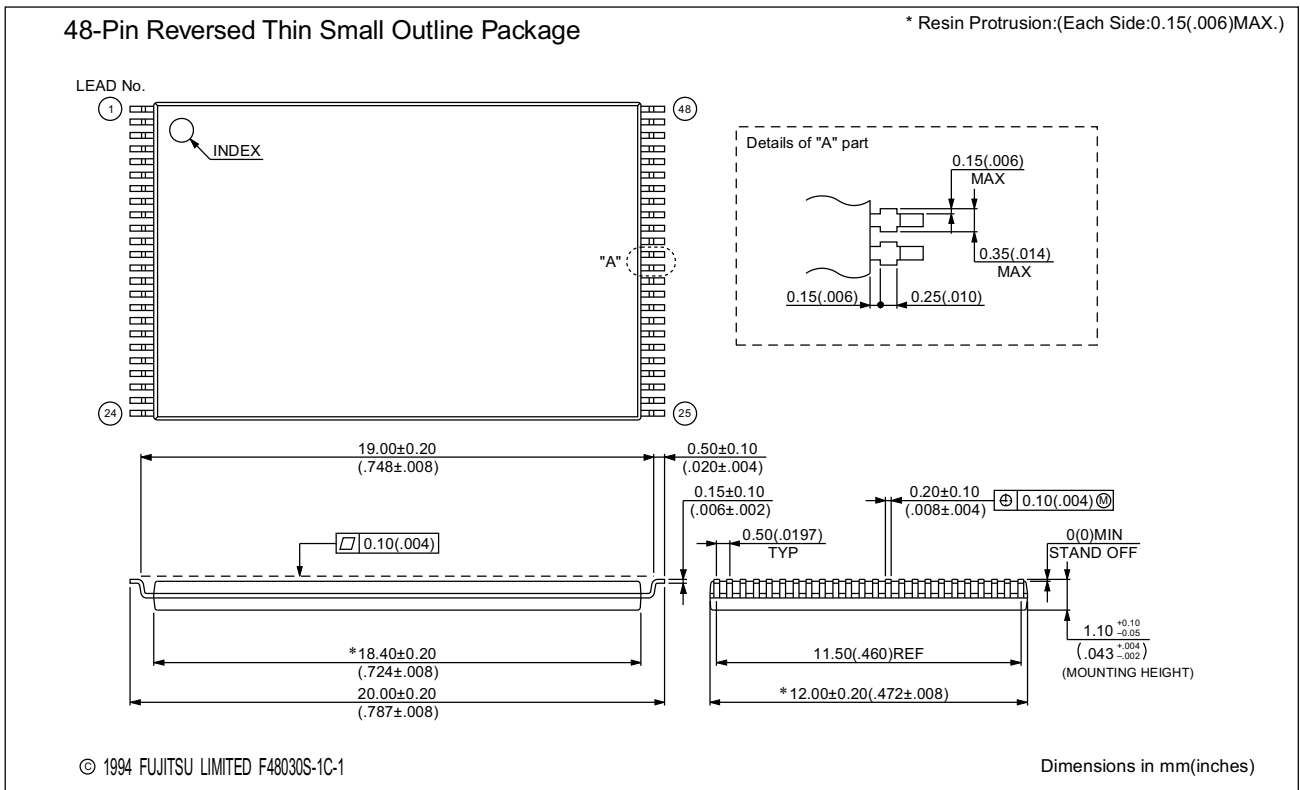 48-Pin Reversed Thin Small Outline Package
* Resin Protrusion:(Each Side:0.15(.006)MAX.)
LEAD No.
1
48
INDEX
Details of "A" part
0.15(.006)
MAX
"A"
0.35(.014)
MAX
0.15(.006)
0.25(.010)
24
25
19.00±0.20
(.748±.008)
0.50±0.10
(.020±.004)
0.15±0.10
(.006±.002)
0.20±0.10
(.008±.004)
⌖ 0.10(.004) Ⓜ
0.10(.004)
0.50(.0197)
TYP
0(0)MIN
STAND OFF
1.10 +0.10 –0.05
(.043 +.004 –.002)
(MOUNTING HEIGHT)
*18.40±0.20
(.724±.008)
11.50(.460)REF
20.00±0.20
(.787±.008)
*12.00±0.20(.472±.008)
© 1994 FUJITSU LIMITED F48030S-1C-1
Dimensions in mm(inches)